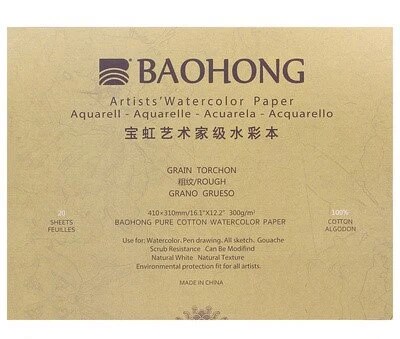 BAOHONG
Artists'Watercolor Paper
Aquarell - Aquarelle - Acuarela - Acquarello
宝虹艺术家级水彩本
GRAIN TORCHON
粗纹/ROUGH
GRANO GRUESO
20
SHEETS
FEUILLES
410×310mm/16.1"X12.2" 300g/m²
BAOHONG PURE COTTON WATERCOLOR PAPER
100%
COTTON
ALGODON
Use for: Watercolor. Pen drawing. All sketch. Gouache
Scrub Resistance Can Be Modifind
Natural White Natural Texture
Environmental protection fit for all artists.
MADE IN CHINA